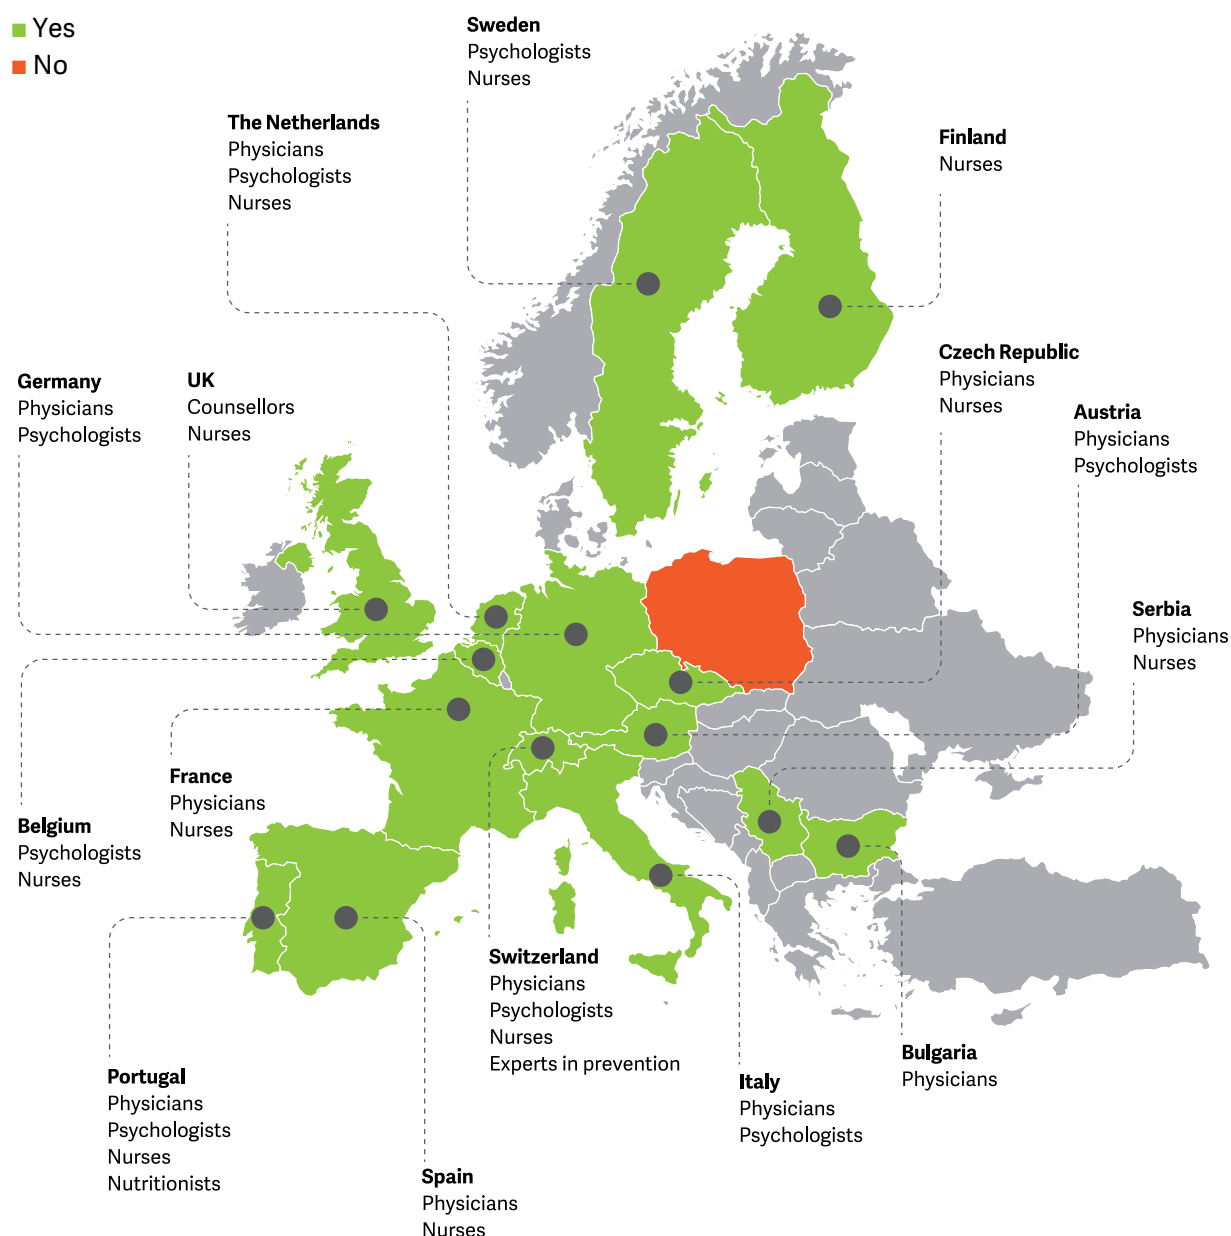 Yes
No
Sweden
Psychologists
Nurses
The Netherlands
Physicians
Psychologists
Nurses
Finland
Nurses
Czech Republic
Physicians
Nurses
Germany
Physicians
Psychologists
UK
Counsellors
Nurses
Austria
Physicians
Psychologists
Serbia
Physicians
Nurses
France
Physicians
Nurses
Belgium
Psychologists
Nurses
Switzerland
Physicians
Psychologists
Nurses
Experts in prevention
Bulgaria
Physicians
Portugal
Physicians
Psychologists
Nurses
Nutritionists
Italy
Physicians
Psychologists
Spain
Physicians
Nurses